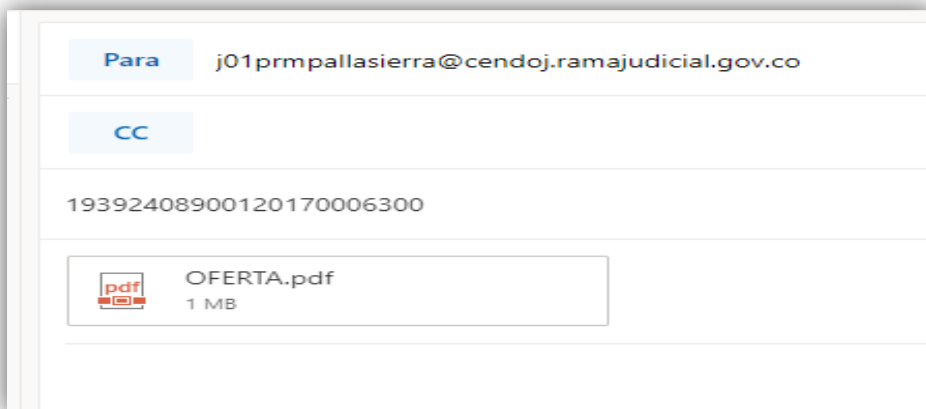 Para
j01prmpallasierra@cendoj.ramajudicial.gov.co
CC
19392408900120170006300
OFERTA.pdf
pdf
1 MB